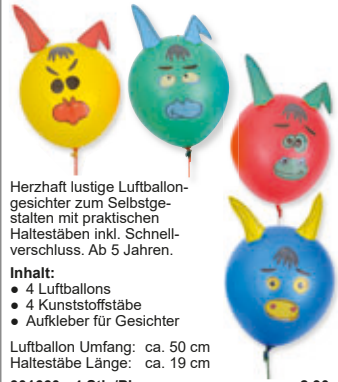 Herzhaft lustige Luftballon-
gesichter zum Selbstge-
stalten mit praktischen
Haltestäben inkl. Schnell-
verschluss. Ab 5 Jahren.
Inhalt:
● 4 Luftballons
● 4 Kunststoffstäbe
● Aufkleber für Gesichter
Luftballon Umfang: ca. 50 cm
Haltestäbe Länge: ca. 19 cm